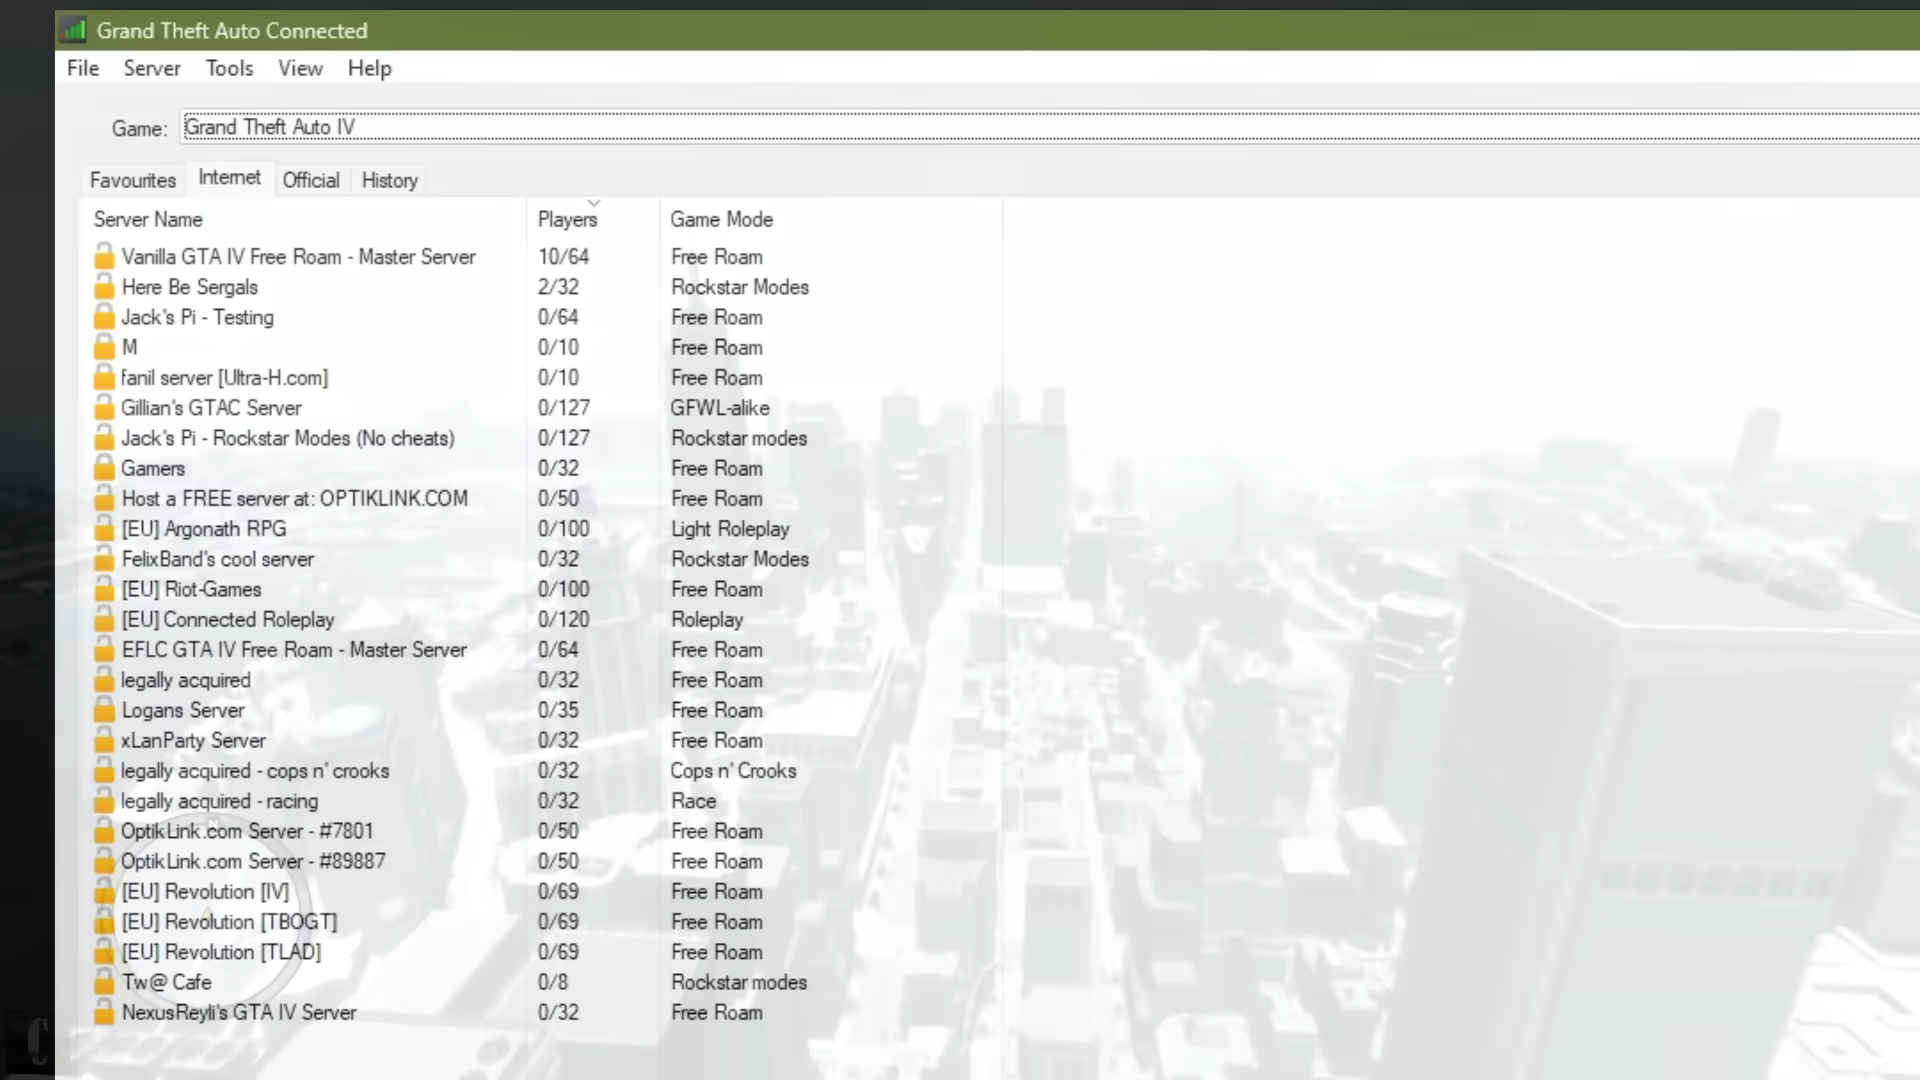 Grand Theft Auto Connected
File Server Tools View Help
Game: Grand Theft Auto IV
Favourites Internet Official History
Server Name Players Game Mode
Vanilla GTA IV Free Roam - Master Server 10/64 Free Roam
Here Be Sergals 2/32 Rockstar Modes
Jack's Pi - Testing 0/64 Free Roam
M 0/10 Free Roam
fanil server [Ultra-H.com] 0/10 Free Roam
Gillian's GTAC Server 0/127 GFWL-alike
Jack's Pi - Rockstar Modes (No cheats) 0/127 Rockstar modes
Gamers 0/32 Free Roam
Host a FREE server at: OPTIKLINK.COM 0/50 Free Roam
[EU] Argonath RPG 0/100 Light Roleplay
FelixBand's cool server 0/32 Rockstar Modes
[EU] Riot-Games 0/100 Free Roam
[EU] Connected Roleplay 0/120 Roleplay
EFLC GTA IV Free Roam - Master Server 0/64 Free Roam
legally acquired 0/32 Free Roam
Logans Server 0/35 Free Roam
xLanParty Server 0/32 Free Roam
legally acquired - cops n' crooks 0/32 Cops n' Crooks
legally acquired - racing 0/32 Race
OptikLink.com Server - #7801 0/50 Free Roam
OptikLink.com Server - #89887 0/50 Free Roam
[EU] Revolution [IV] 0/69 Free Roam
[EU] Revolution [TBOGT] 0/69 Free Roam
[EU] Revolution [TLAD] 0/69 Free Roam
Tw@ Cafe 0/8 Rockstar modes
NexusReyli's GTA IV Server 0/32 Free Roam